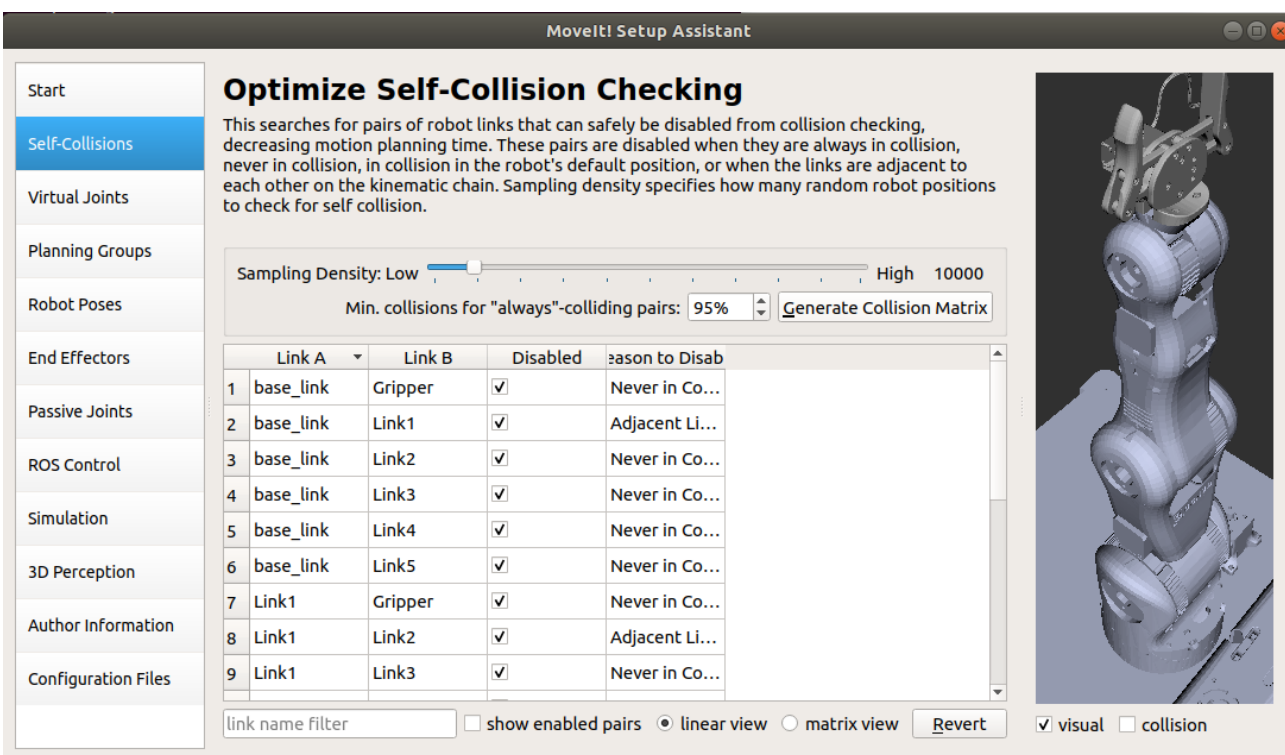 MoveIt! Setup Assistant
Start
Self-Collisions
Virtual Joints
Planning Groups
Robot Poses
End Effectors
Passive Joints
ROS Control
Simulation
3D Perception
Author Information
Configuration Files
Optimize Self-Collision Checking
This searches for pairs of robot links that can safely be disabled from collision checking,
decreasing motion planning time. These pairs are disabled when they are always in collision,
never in collision, in collision in the robot's default position, or when the links are adjacent to
each other on the kinematic chain. Sampling density specifies how many random robot positions
to check for self collision.
Sampling Density: Low High 10000
Min. collisions for "always"-colliding pairs: 95% Generate Collision Matrix
Link A Link B Disabled eason to Disab
1 base_link Gripper Never in Co...
2 base_link Link1 Adjacent Li...
3 base_link Link2 Never in Co...
4 base_link Link3 Never in Co...
5 base_link Link4 Never in Co...
6 base_link Link5 Never in Co...
7 Link1 Gripper Never in Co...
8 Link1 Link2 Adjacent Li...
9 Link1 Link3 Never in Co...
link name filter show enabled pairs linear view matrix view Revert
visual collision